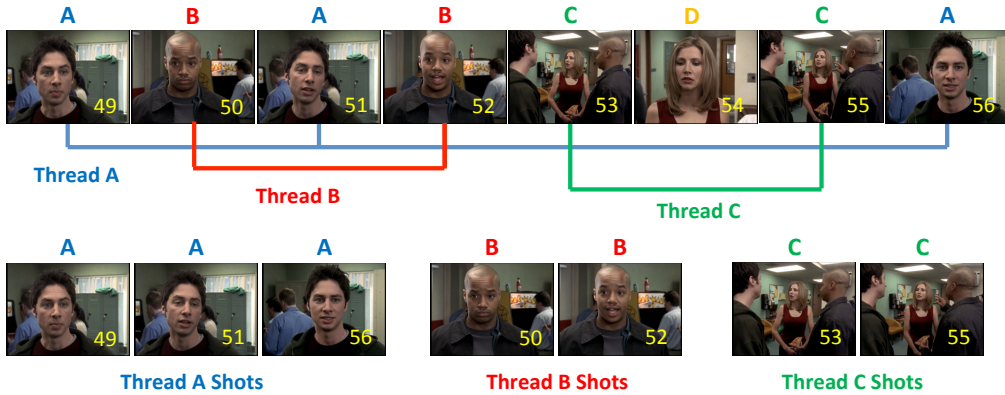 A B A B C D C A
49 50 51 52 53 54 55 56
Thread A
Thread B
Thread C
A A A B B C C
49 51 56 50 52 53 55
Thread A Shots Thread B Shots Thread C Shots